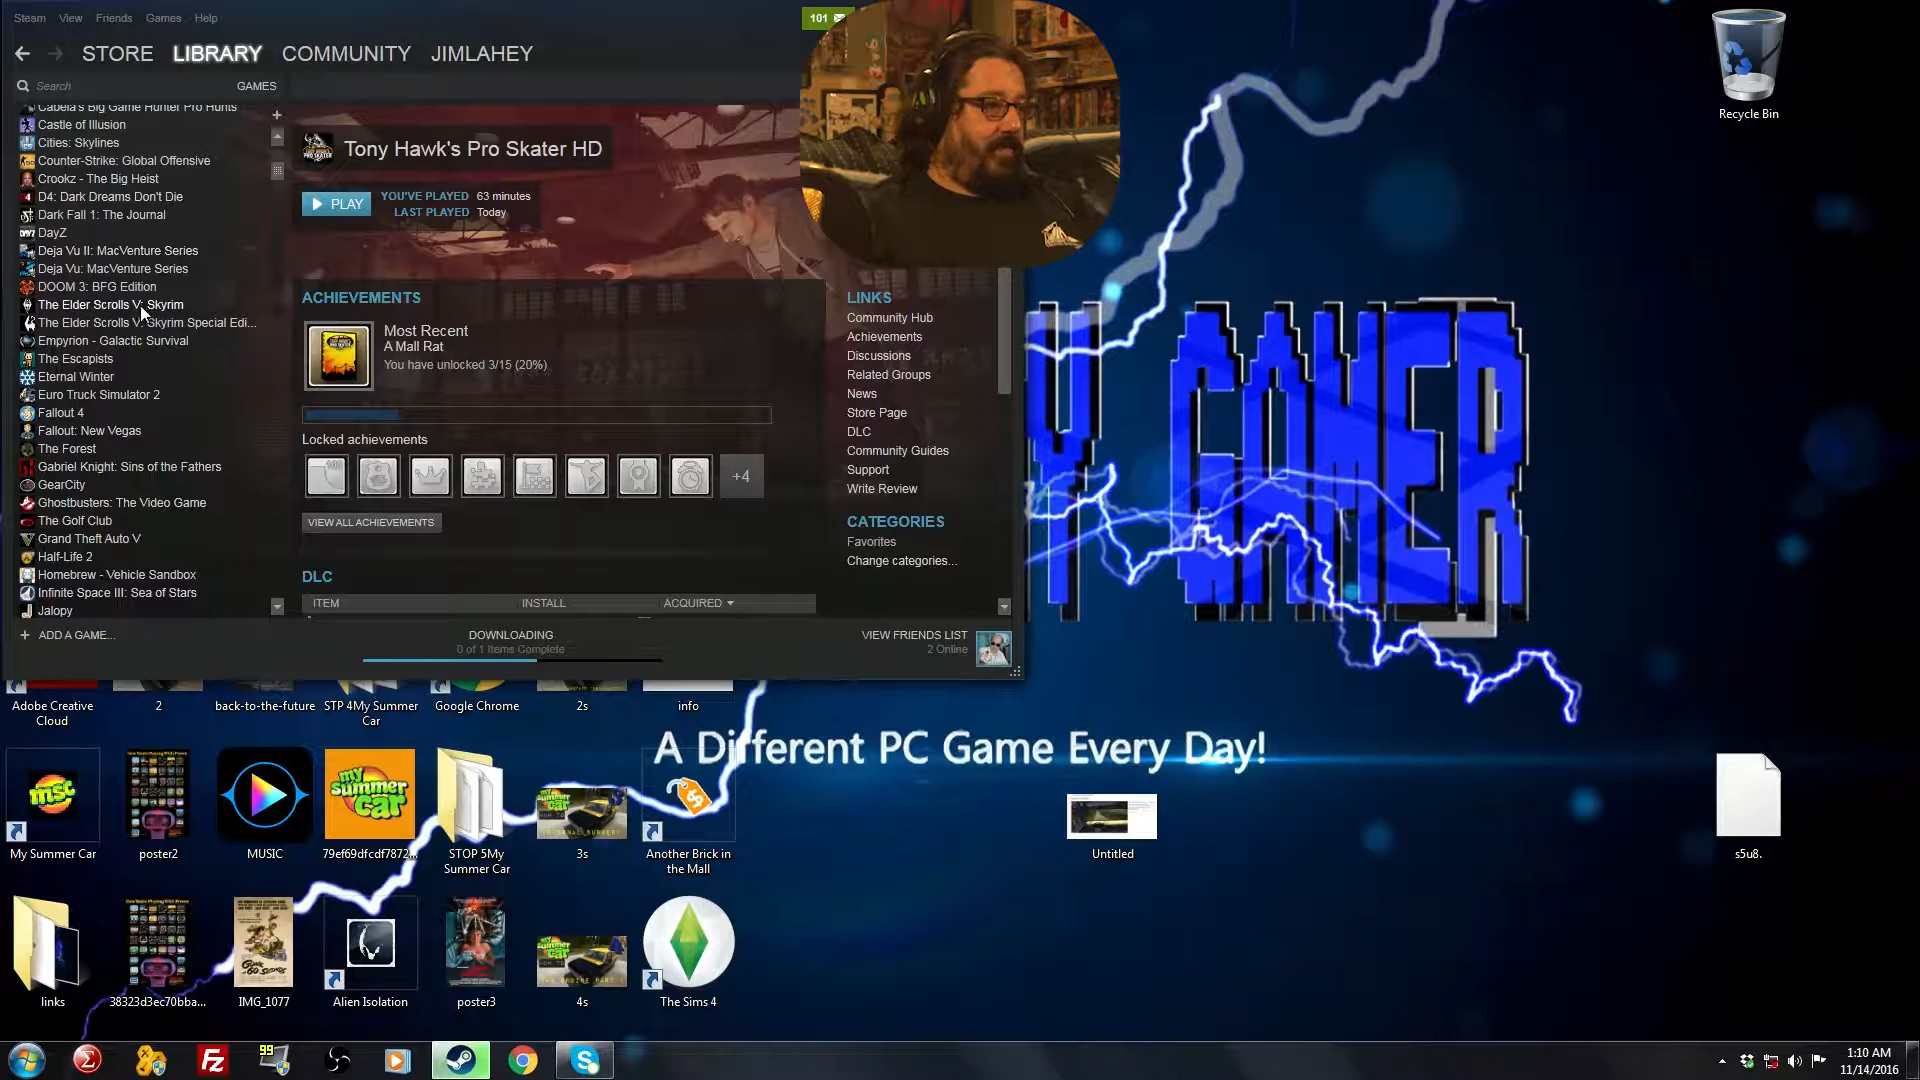 Steam View Friends Games Help
101
STORE LIBRARY COMMUNITY JIMLAHEY
Search GAMES
Cabela's Big Game Hunter Pro Hunts
Castle of Illusion
Cities: Skylines
Counter-Strike: Global Offensive
Crookz - The Big Heist
D4: Dark Dreams Don't Die
Dark Fall 1: The Journal
DayZ
Deja Vu II: MacVenture Series
Deja Vu: MacVenture Series
DOOM 3: BFG Edition
The Elder Scrolls V: Skyrim
The Elder Scrolls V: Skyrim Special Edi...
Empyrion - Galactic Survival
The Escapists
Eternal Winter
Euro Truck Simulator 2
Fallout 4
Fallout: New Vegas
The Forest
Gabriel Knight: Sins of the Fathers
GearCity
Ghostbusters: The Video Game
The Golf Club
Grand Theft Auto V
Half-Life 2
Homebrew - Vehicle Sandbox
Infinite Space III: Sea of Stars
Jalopy
ADD A GAME...
Tony Hawk's Pro Skater HD
PLAY
YOU'VE PLAYED 63 minutes
LAST PLAYED Today
ACHIEVEMENTS
Most Recent
A Mall Rat
You have unlocked 3/15 (20%)
Locked achievements
+4
VIEW ALL ACHIEVEMENTS
DLC
ITEM INSTALL ACQUIRED
LINKS
Community Hub
Achievements
Discussions
Related Groups
News
Store Page
DLC
Community Guides
Support
Write Review
CATEGORIES
Favorites
Change categories...
DOWNLOADING
0 of 1 Items Complete
VIEW FRIENDS LIST
2 Online
Recycle Bin
Y GAMER
A Different PC Game Every Day!
Adobe Creative
Cloud
2
back-to-the-future
STP 4My Summer
Car
Google Chrome
2s
info
msc
My Summer Car
poster2
MUSIC
my
summer
car
79ef69dfcdf7872...
STOP 5My
Summer Car
3s
Another Brick in
the Mall
Untitled
s5u8.
links
38323d3ec70bba...
IMG_1077
Alien Isolation
poster3
4s
The Sims 4
99
1:10 AM
11/14/2016